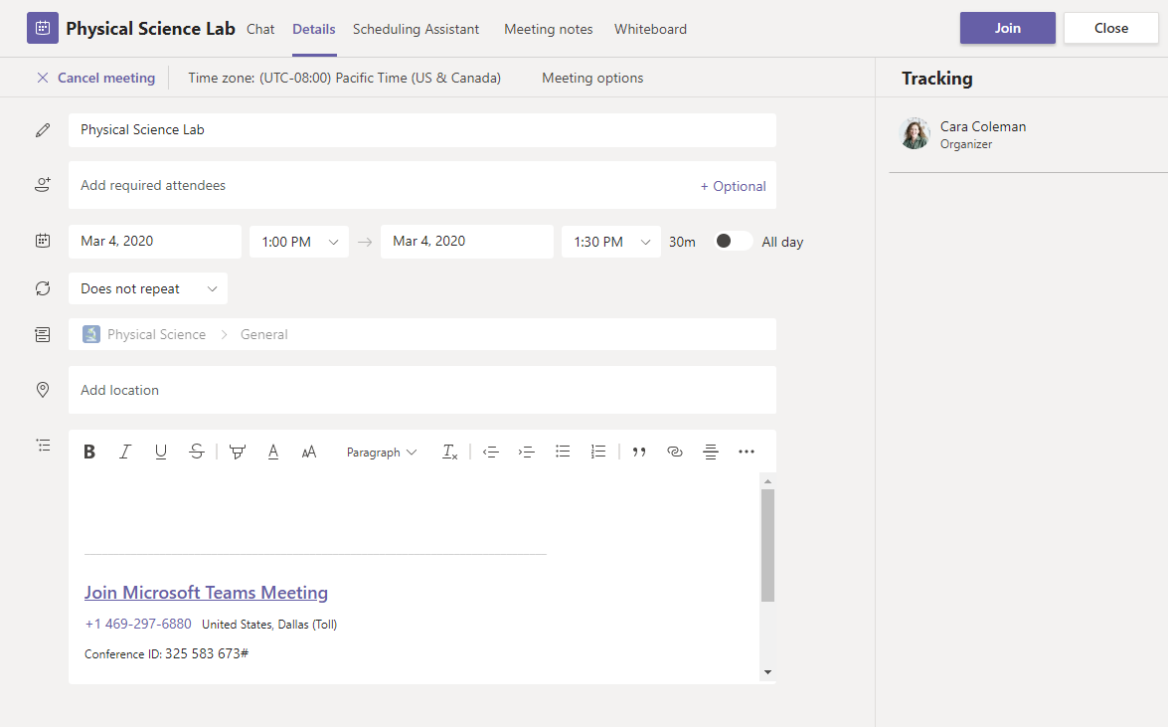 Physical Science Lab Chat Details Scheduling Assistant Meeting notes Whiteboard Join Close
Cancel meeting Time zone: (UTC-08:00) Pacific Time (US & Canada) Meeting options Tracking
Physical Science Lab
Cara Coleman
Organizer
Add required attendees + Optional
Mar 4, 2020 1:00 PM Mar 4, 2020 1:30 PM 30m All day
Does not repeat
Physical Science > General
Add location
B I U S A AA Paragraph Tx
Join Microsoft Teams Meeting
+1 469-297-6880 United States, Dallas (Toll)
Conference ID: 325 583 673#